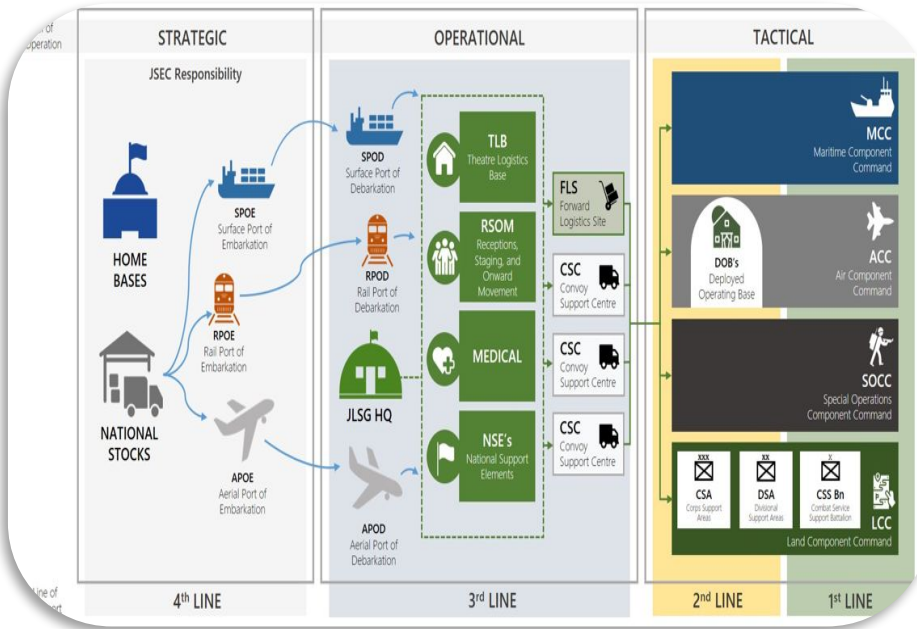 of
Operation
STRATEGIC
OPERATIONAL
TACTICAL
JSEC Responsibility
HOME
BASES
NATIONAL
STOCKS
SPOE
Surface Port of
Embarkation
RPOE
Rail Port of
Embarkation
APOE
Aerial Port of
Embarkation
SPOD
Surface Port of
Debarkation
RPOD
Rail Port of
Debarkation
JLSG HQ
APOD
Aerial Port of
Debarkation
TLB
Theatre Logistics
Base
RSOM
Receptions,
Staging, and
Onward
Movement
MEDICAL
NSE's
National Support
Elements
FLS
Forward
Logistics Site
CSC
Convoy
Support Centre
CSC
Convoy
Support Centre
CSC
Convoy
Support Centre
MCC
Maritime Component
Command
DOB's
Deployed
Operating Base
ACC
Air Component
Command
SOCC
Special Operations
Component Command
XXX
CSA
Corps Support
Areas
XX
DSA
Divisional
Support Areas
X
CSS Bn
Combat Service
Support Battalion
LCC
Land Component Command
Line of
4th LINE
3rd LINE
2nd LINE
1st LINE